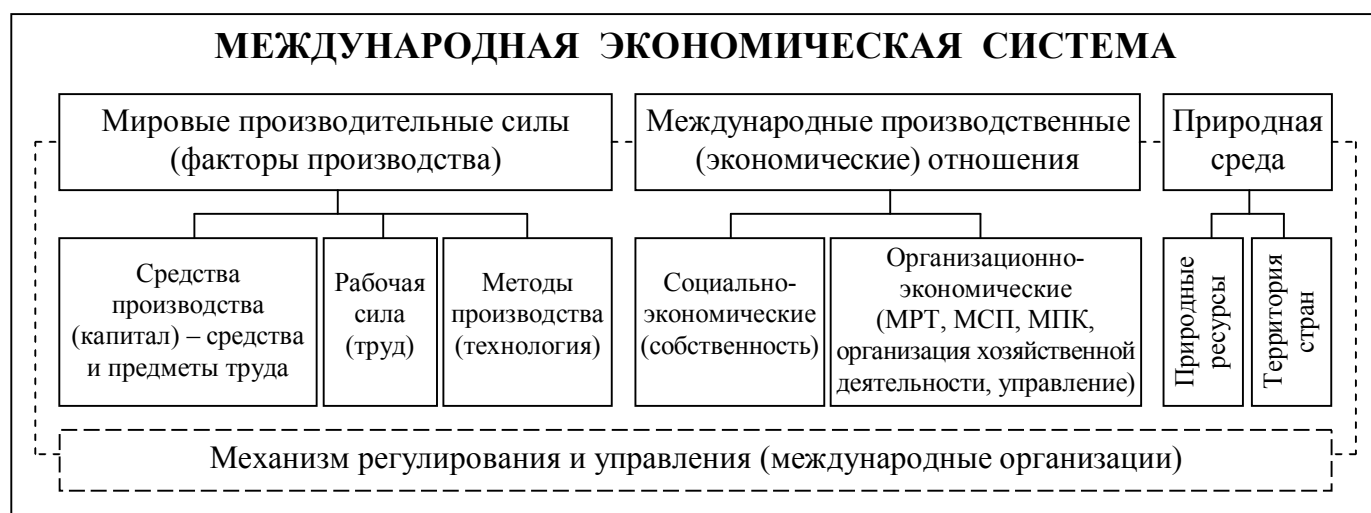 МЕЖДУНАРОДНАЯ ЭКОНОМИЧЕСКАЯ СИСТЕМА
Мировые производительные силы
(факторы производства)
Международные производственные
(экономические) отношения
Природная
среда
Средства
производства
(капитал) – средства
и предметы труда
Рабочая
сила
(труд)
Методы
производства
(технология)
Социально-
экономические
(собственность)
Организационно-
экономические
(МРТ, МСП, МПК,
организация хозяйственной
деятельности, управление)
Природные
ресурсы
Территория
стран
Механизм регулирования и управления (международные организации)